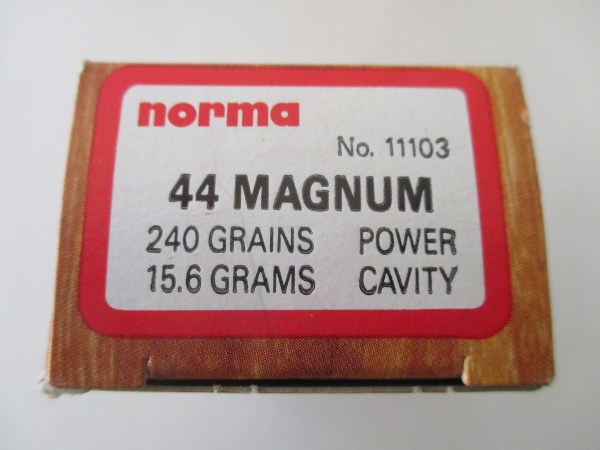 norma
No. 11103
44 MAGNUM
240 GRAINS POWER
15.6 GRAMS CAVITY